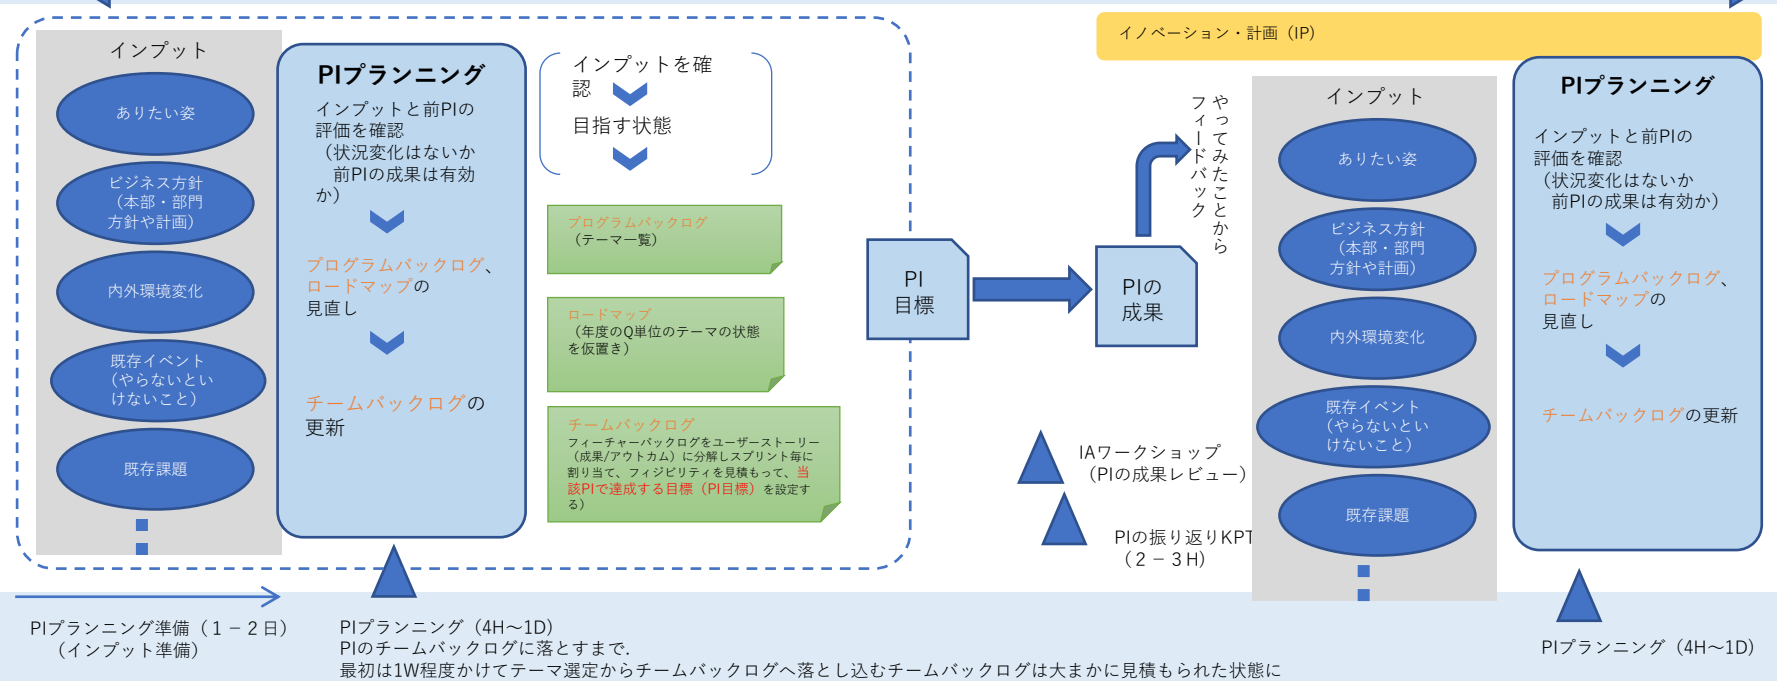 インプット
ありたい姿
ビジネス方針
（本部・部門
方針や計画）
内外環境変化
既存イベント
（やらないとい
けないこと）
既存課題
PIプランニング
インプットと前PIの
評価を確認
（状況変化はないか
前PIの成果は有効
か）
プログラムバックログ、
ロードマップの
見直し
チームバックログの
更新
インプットを確
認
目指す状態
プログラムバックログ
（テーマ一覧）
ロードマップ
（年度のQ単位のテーマの状態
を仮置き）
チームバックログ
フィーチャーバックログをユーザーストーリー
（成果/アウトカム）に分解しスプリント毎に
割り当て、フィジビリティを見積もって、当
該PIで達成する目標（PI目標）を設定す
る）
PI
目標
PIの
成果
やってみたことから
フィードバック
イノベーション・計画（IP）
IAワークショップ
（PIの成果レビュー）
PIの振り返りKPT
（２－３H）
インプット
ありたい姿
ビジネス方針
（本部・部門
方針や計画）
内外環境変化
既存イベント
（やらないとい
けないこと）
既存課題
PIプランニング
インプットと前PIの
評価を確認
（状況変化はないか
前PIの成果は有効か）
プログラムバックログ、
ロードマップの
見直し
チームバックログの更新
PIプランニング準備（１－２日）
（インプット準備）
PIプランニング（4H～1D）
PIのチームバックログに落とすまで.
最初は1W程度かけてテーマ選定からチームバックログへ落とし込むチームバックログは大まかに見積もられた状態に
PIプランニング（4H～1D）